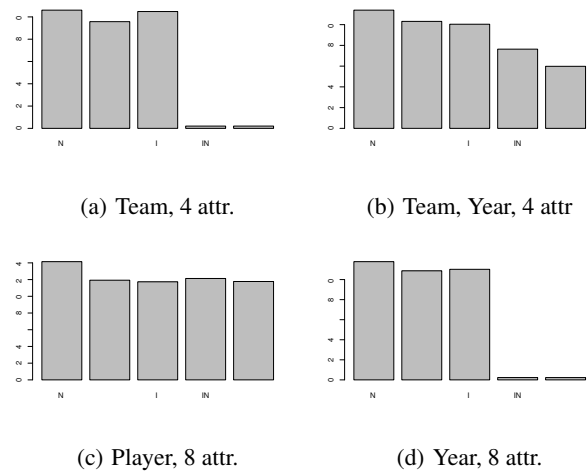 0
8
4
2
0
N I IN
(a) Team, 4 attr.
0
8
4
2
0
N I IN
(b) Team, Year, 4 attr
4
2
0
8
4
2
0
N I IN
(c) Player, 8 attr.
0
8
4
2
0
N I IN
(d) Year, 8 attr.